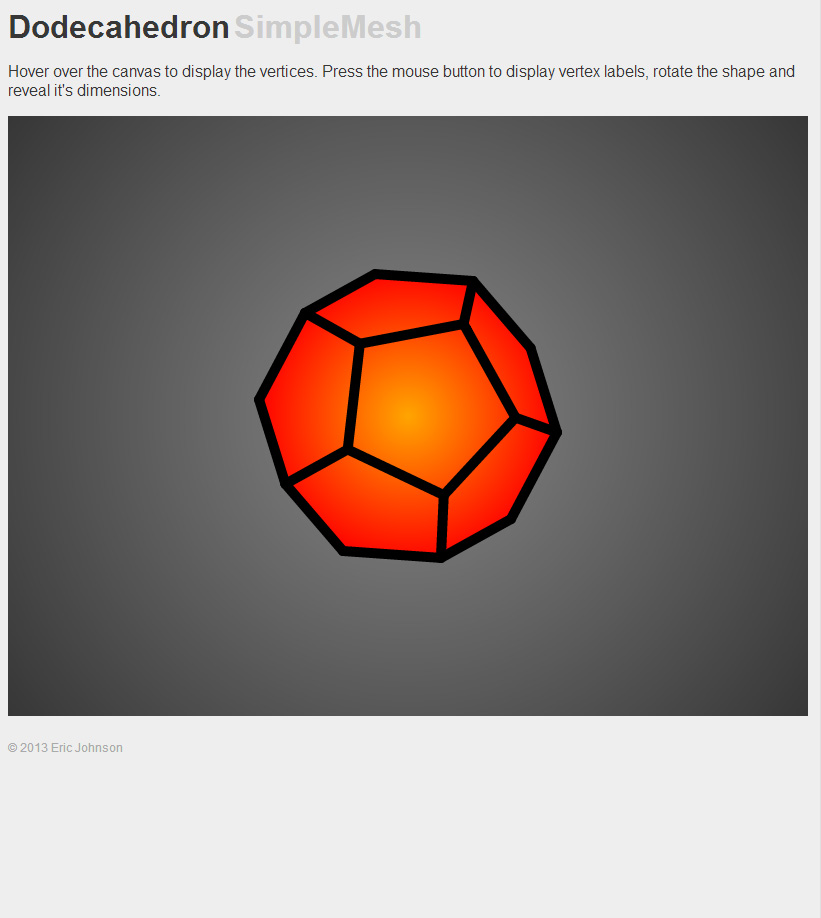 Dodecahedron SimpleMesh
Hover over the canvas to display the vertices. Press the mouse button to display vertex labels, rotate the shape and
reveal it's dimensions.
© 2013 Eric Johnson